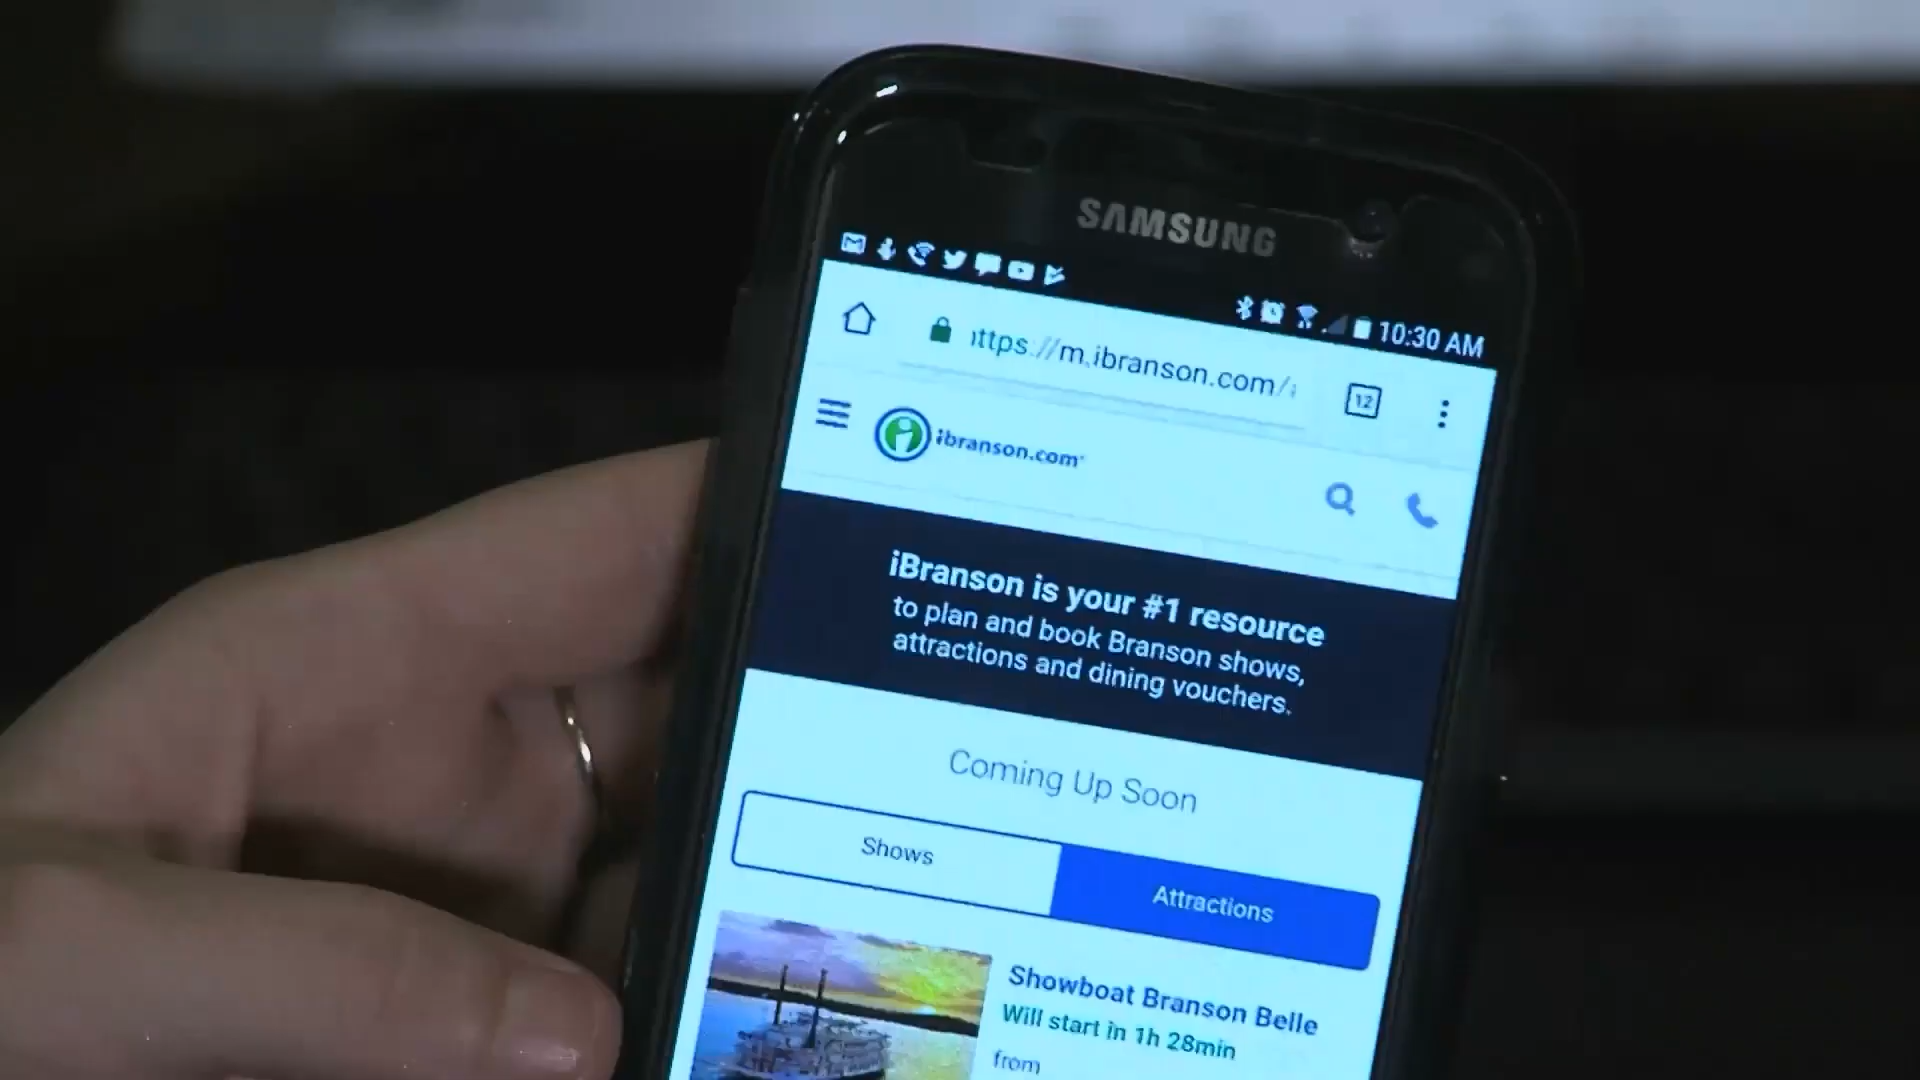 SAMSUNG
10:30 AM
ttps://m.ibranson.com/
12
ibranson.com
iBranson is your #1 resource
to plan and book Branson shows,
attractions and dining vouchers.
Coming Up Soon
Shows
Attractions
Showboat Branson Belle
Will start in 1h 28min
from